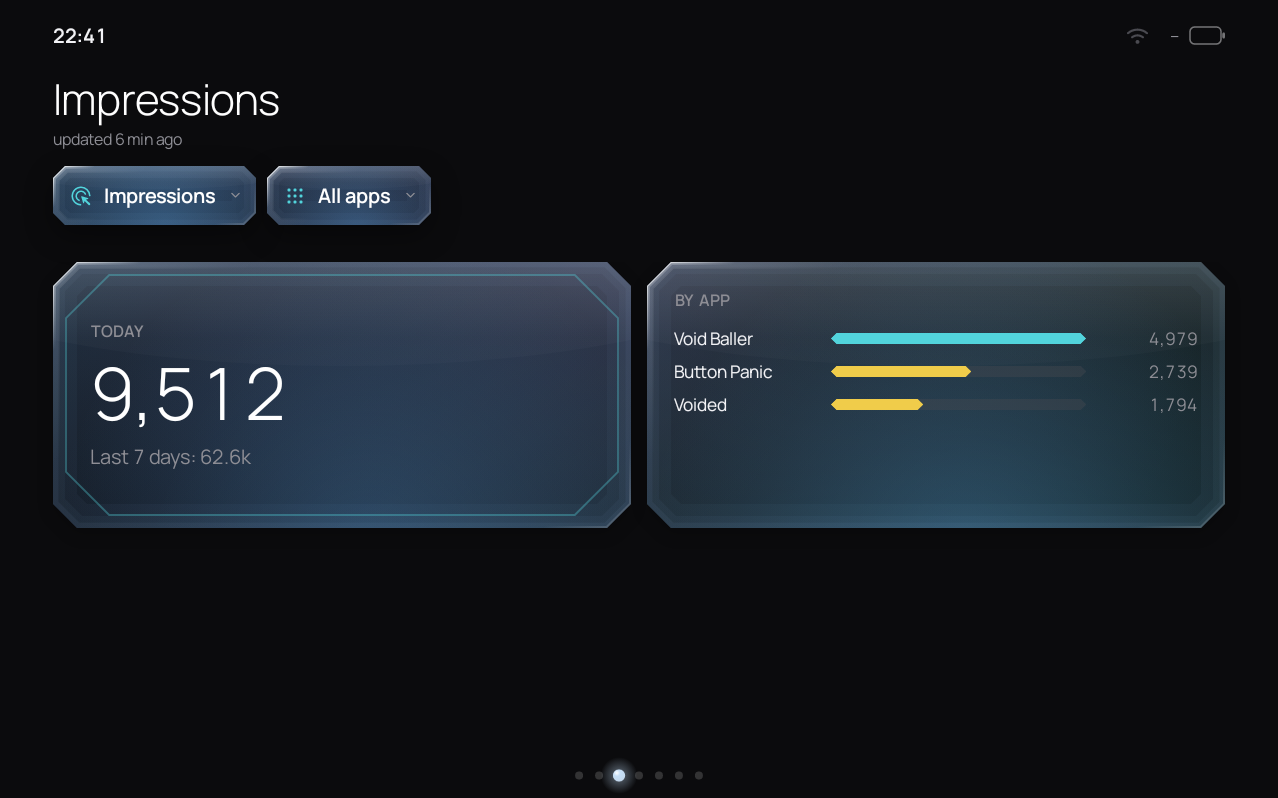 22:41
–
Impressions
updated 6 min ago
Impressions
All apps
TODAY
9,512
Last 7 days: 62.6k
BY APP
Void Baller 4,979
Button Panic 2,739
Voided 1,794